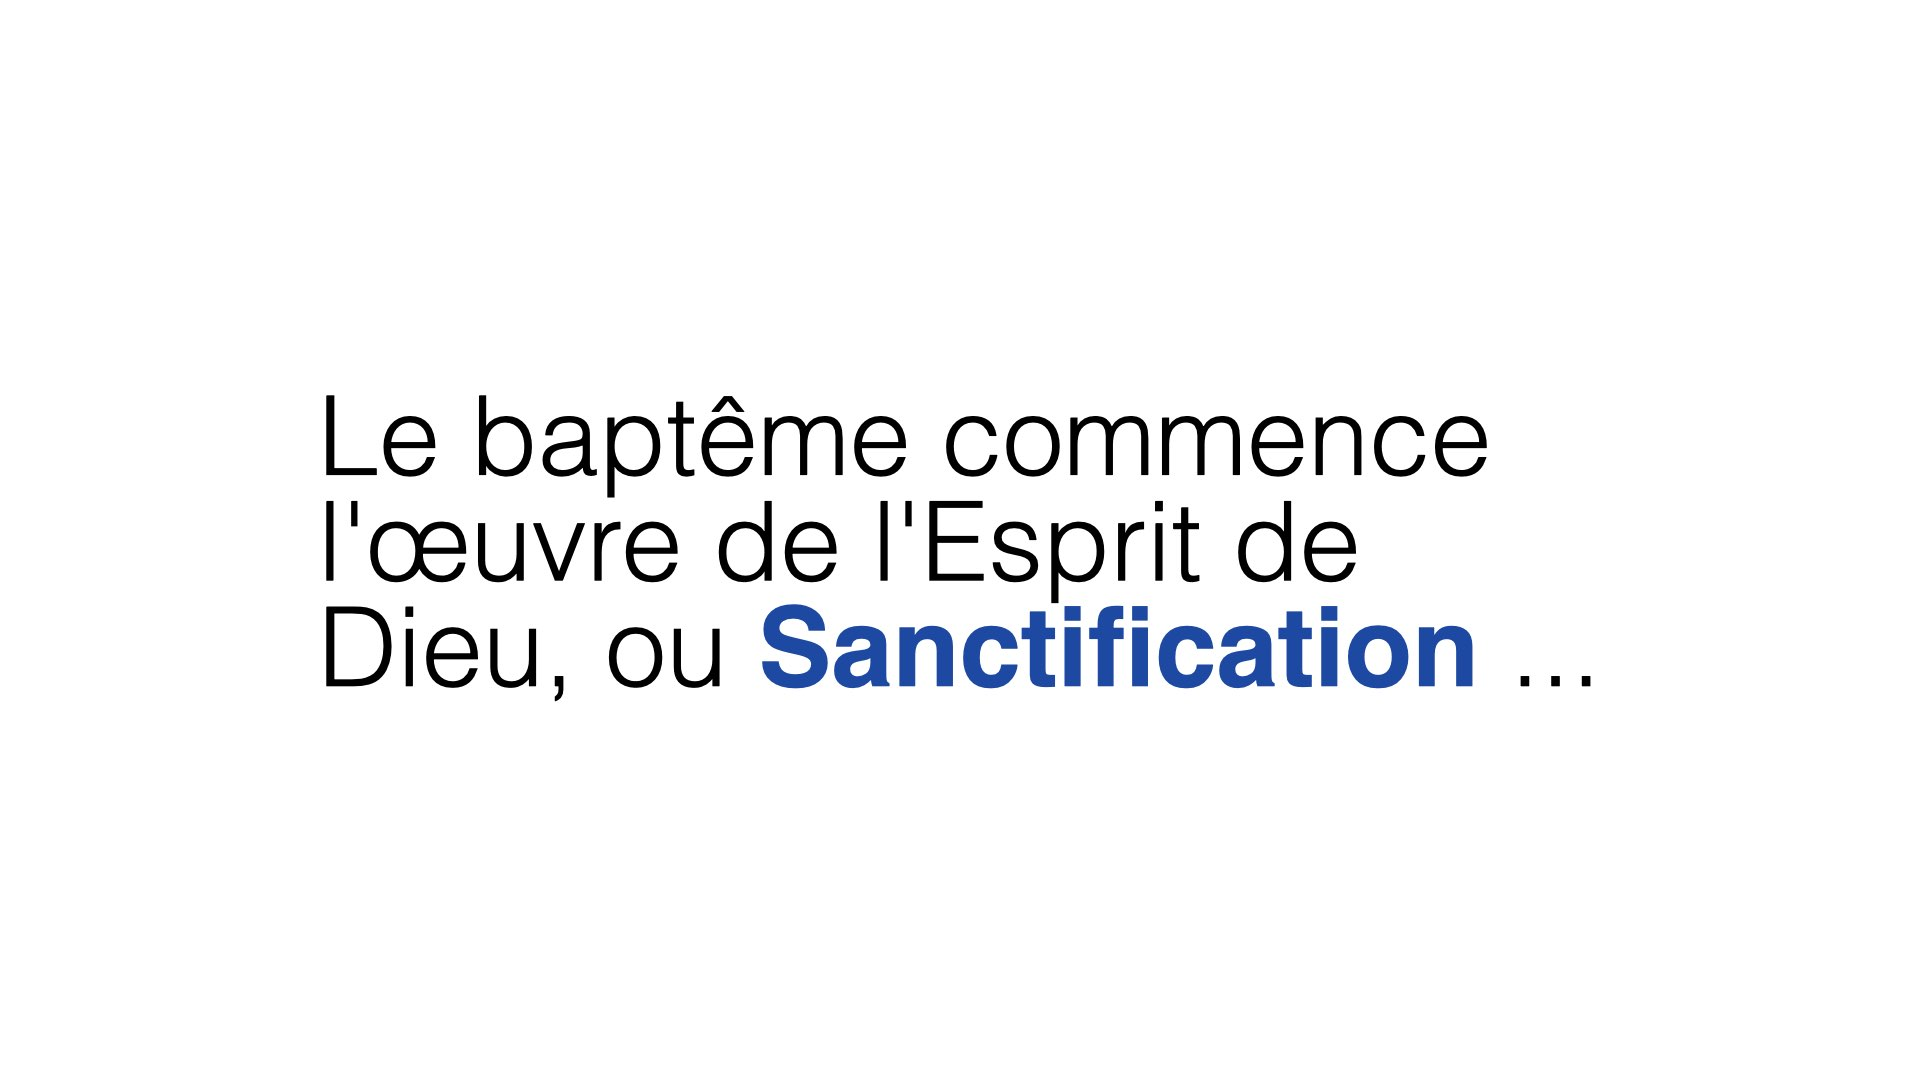 Le baptême commence
l'œuvre de l'Esprit de
Dieu, ou Sanctification ...